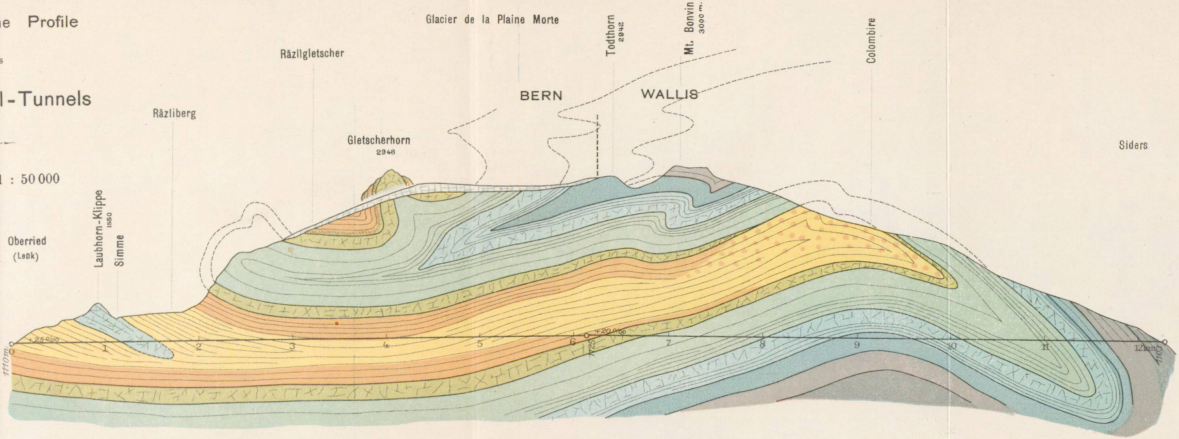 ne Profile
s
l-Tunnels
1 : 50 000
Oberried
(Lenk)
Laubhorn-Klippe
1880
Simme
Räzliberg
Räzligletscher
Gletscherhorn
2946
Glacier de la Plaine Morte
BERN
Todthorn
2942
WALLIS
Mt. Bonvin
3000 m.
Colombire
Siders
1 2 3 4 5 6 7 8 9 10 11